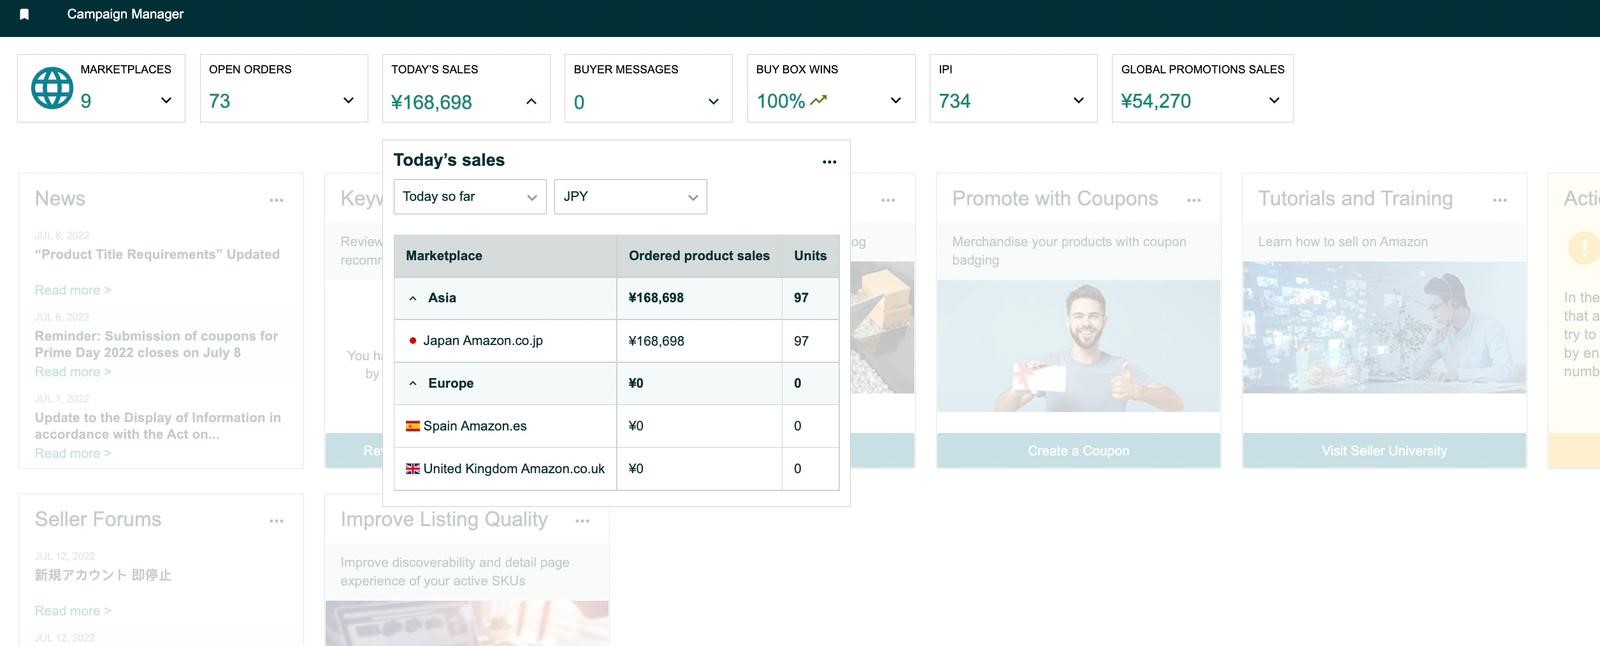 Campaign Manager
MARKETPLACES
9
OPEN ORDERS
73
TODAY'S SALES
¥168,698
BUYER MESSAGES
0
BUY BOX WINS
100%
IPI
734
GLOBAL PROMOTIONS SALES
¥54,270
Today's sales
Today so far
JPY
Marketplace Ordered product sales Units
Asia ¥168,698 97
Japan Amazon.co.jp ¥168,698 97
Europe ¥0 0
Spain Amazon.es ¥0 0
United Kingdom Amazon.co.uk ¥0 0
News
JUL 8, 2022
“Product Title Requirements” Updated
Read more >
JUL 6, 2022
Reminder: Submission of coupons for
Prime Day 2022 closes on July 8
Read more >
JUL 1, 2022
Update to the Display of Information in
accordance with the Act on...
Read more >
Review
You
by
Promote with Coupons
Merchandise your products with coupon
badging
Create a Coupon
Tutorials and Training
Learn how to sell on Amazon
Visit Seller University
In the
that a
try to
by en
numb
Seller Forums
JUL 12, 2022
新規アカウント 即停止
Read more >
JUL 12, 2022
Improve Listing Quality
Improve discoverability and detail page
experience of your active SKUs